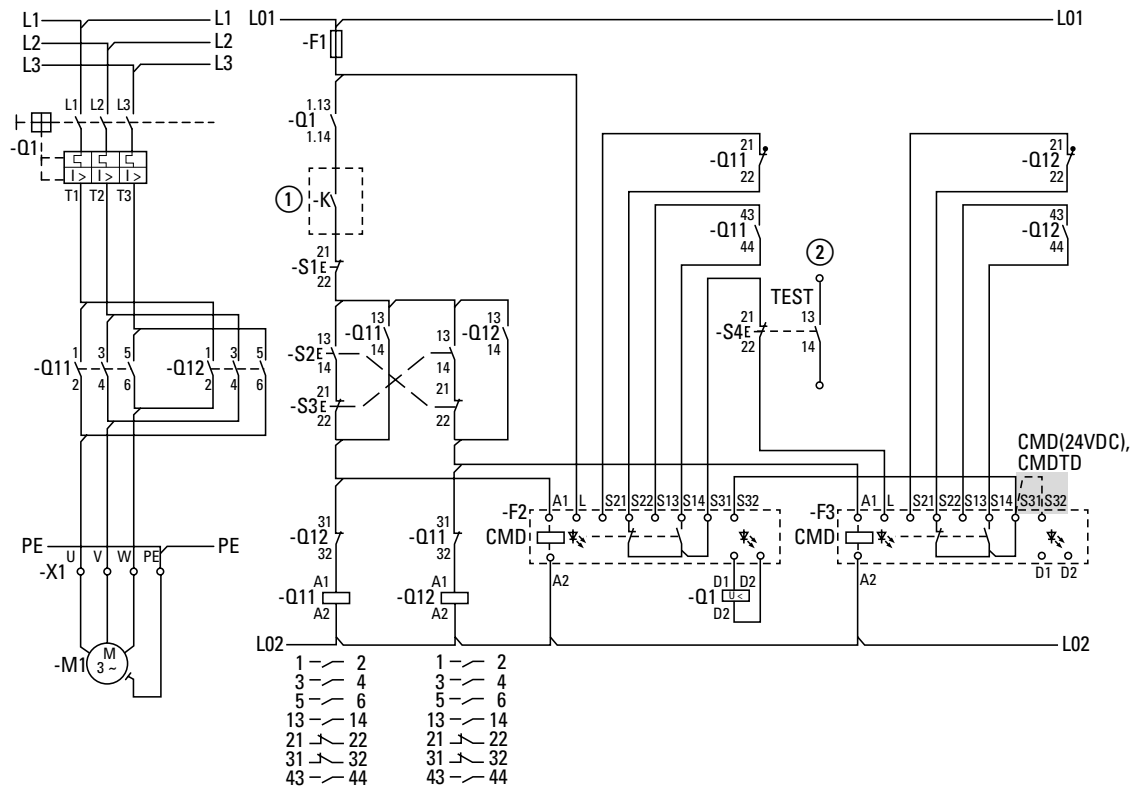 L1 L1 L01 L01
L2 L2
L3 L3
-F1
L1 L2 L3
-Q1
I> I> I>
T1 T2 T3
1.13
-Q1
1.14
1
-K
21
-S1E
22
21
-Q11
22
43
-Q11
44
21
-Q12
22
43
-Q12
44
2
TEST
21 13
-S4E
22 14
13
-Q11
14
13
-Q12
14
13 13
-S2E
14 14
21 21
-S3E
22 22
1 3 5
-Q11
2 4 6
1 3 5
-Q12
2 4 6
CMD(24VDC),
CMDTD
A1 L S21 S22 S13 S14 S31 S32
-F2
CMD
A2
D1 D2
-Q1
U<
D2
A1 L S21 S22 S13 S14 S31 S32
-F3
CMD
A2
D1 D2
31
-Q12
32
31
-Q11
32
A1
-Q11
A2
A1
-Q12
A2
PE PE
U V W PE
-X1
-M1
M
3 ~
L02 L02
1 2 1 2
3 4 3 4
5 6 5 6
13 14 13 14
21 22 21 22
31 32 31 32
43 44 43 44